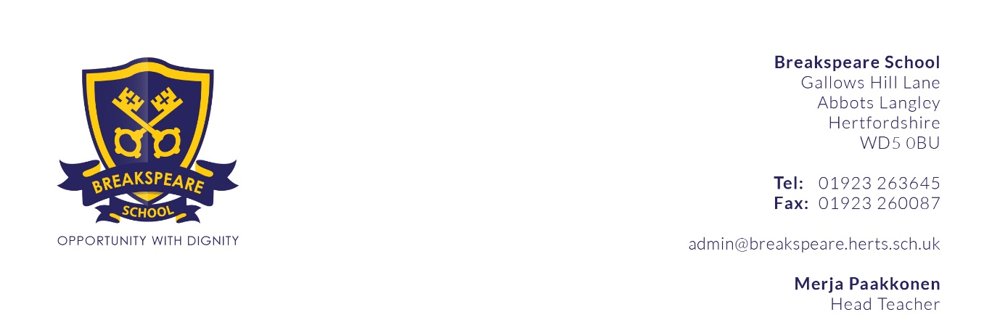 BREAKSPEARE
SCHOOL
OPPORTUNITY WITH DIGNITY
Breakspeare School
Gallows Hill Lane
Abbots Langley
Hertfordshire
WD5 0BU
Tel: 01923 263645
Fax: 01923 260087
admin@breakspeare.herts.sch.uk
Merja Paakkonen
Head Teacher